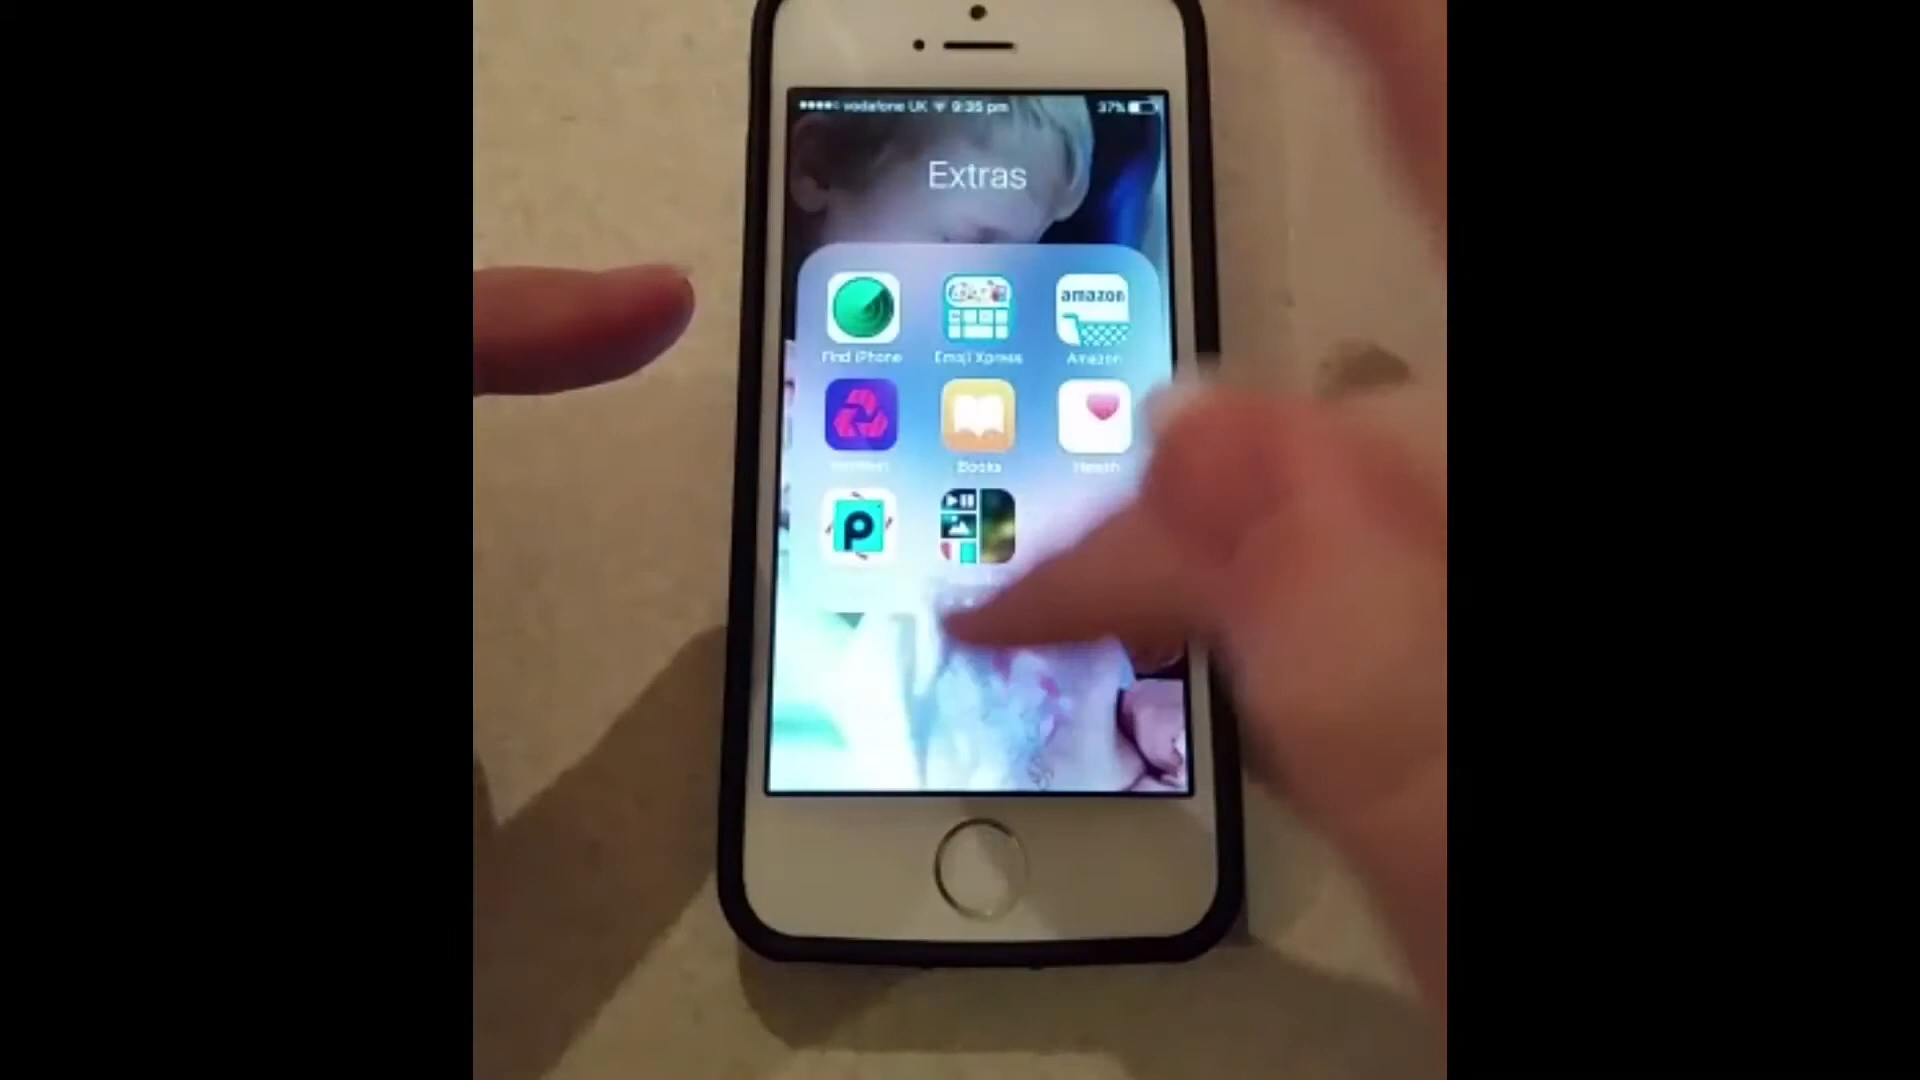 vodafone UK 9:35 pm 37%
Extras
amazon
Find iPhone Emoji Xpress Amazon
Books Health
p